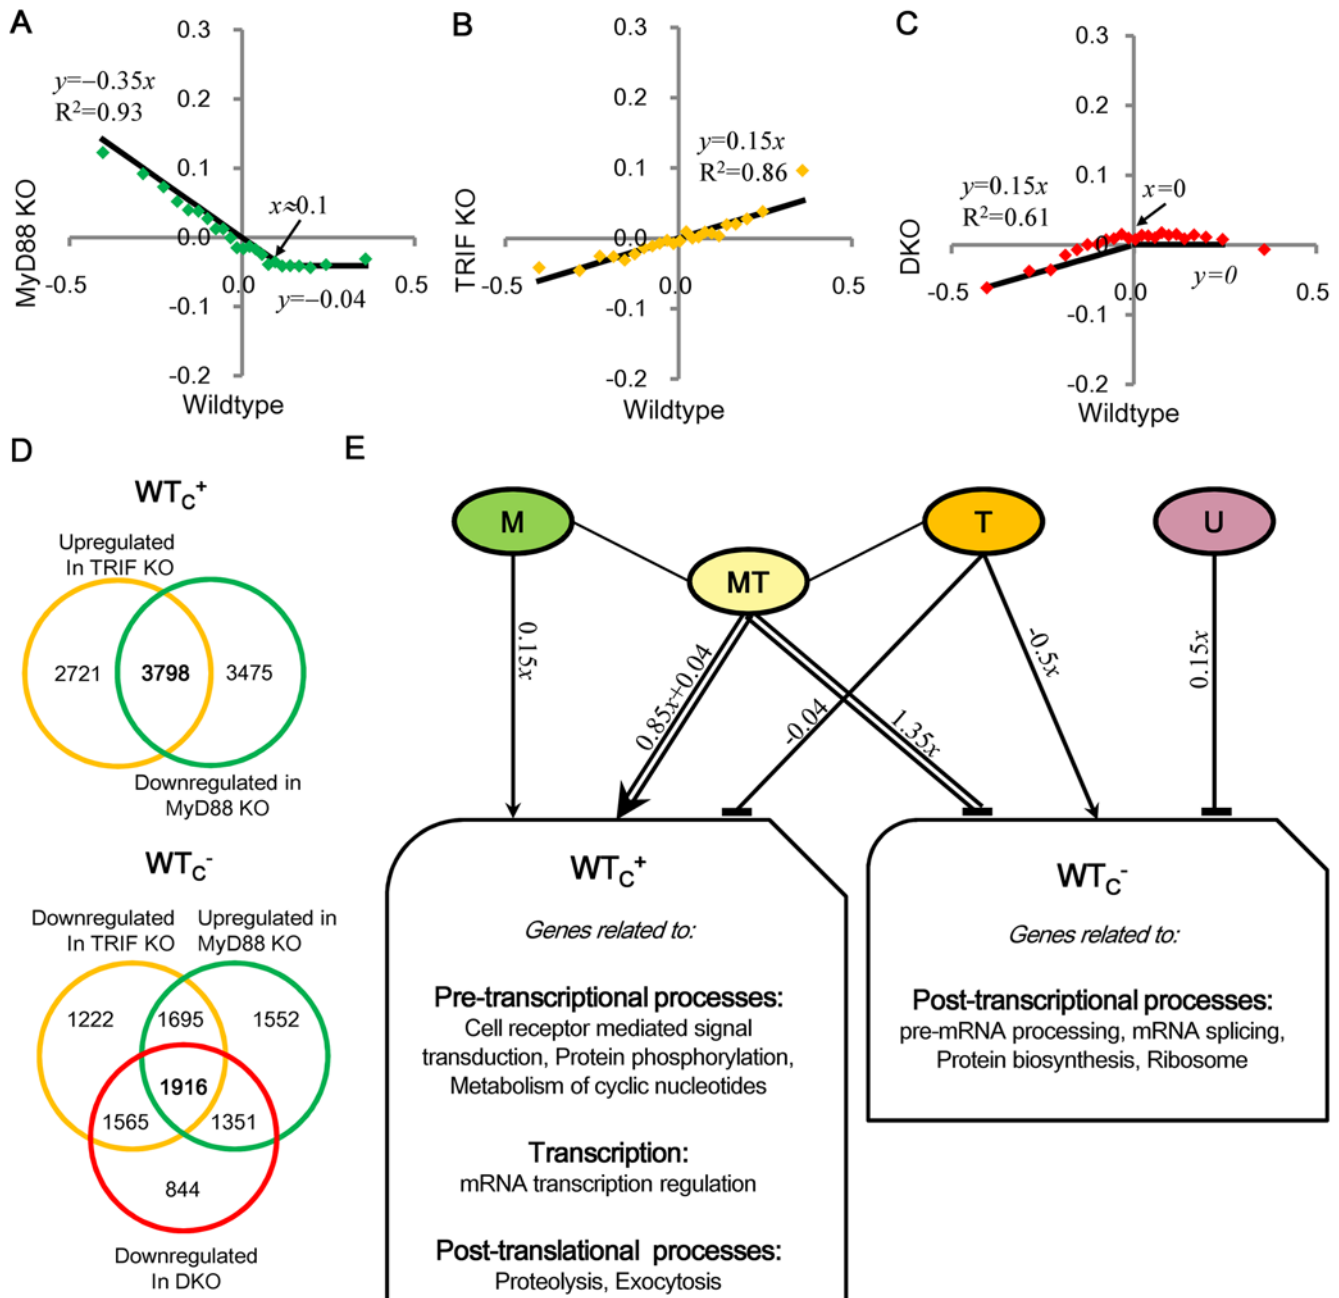 A
0.3
0.2
0.1
0.0
-0.1
-0.2
-0.5
0.5
y=−0.35x
R²=0.93
x≈0.1
y=−0.04
MyD88 KO
Wildtype
B
0.3
0.2
0.1
0.0
-0.1
-0.2
-0.5
0.0
0.5
y=0.15x
R²=0.86
TRIF KO
Wildtype
C
0.3
0.2
0.1
0
-0.1
-0.2
-0.5
0.0
0.5
y=0.15x
R²=0.61
x=0
y=0
DKO
Wildtype
D
WTC+
Upregulated
In TRIF KO
2721
3798
3475
Downregulated in
MyD88 KO
WTC-
Downregulated
In TRIF KO
Upregulated in
MyD88 KO
1222
1695
1552
1916
1565
1351
844
Downregulated
In DKO
E
M
T
U
MT
0.15x
0.85x+0.04
-0.04
1.35x
-0.5x
0.15x
WTC+
Genes related to:
Pre-transcriptional processes:
Cell receptor mediated signal
transduction, Protein phosphorylation,
Metabolism of cyclic nucleotides
Transcription:
mRNA transcription regulation
Post-translational processes:
Proteolysis, Exocytosis
WTC-
Genes related to:
Post-transcriptional processes:
pre-mRNA processing, mRNA splicing,
Protein biosynthesis, Ribosome